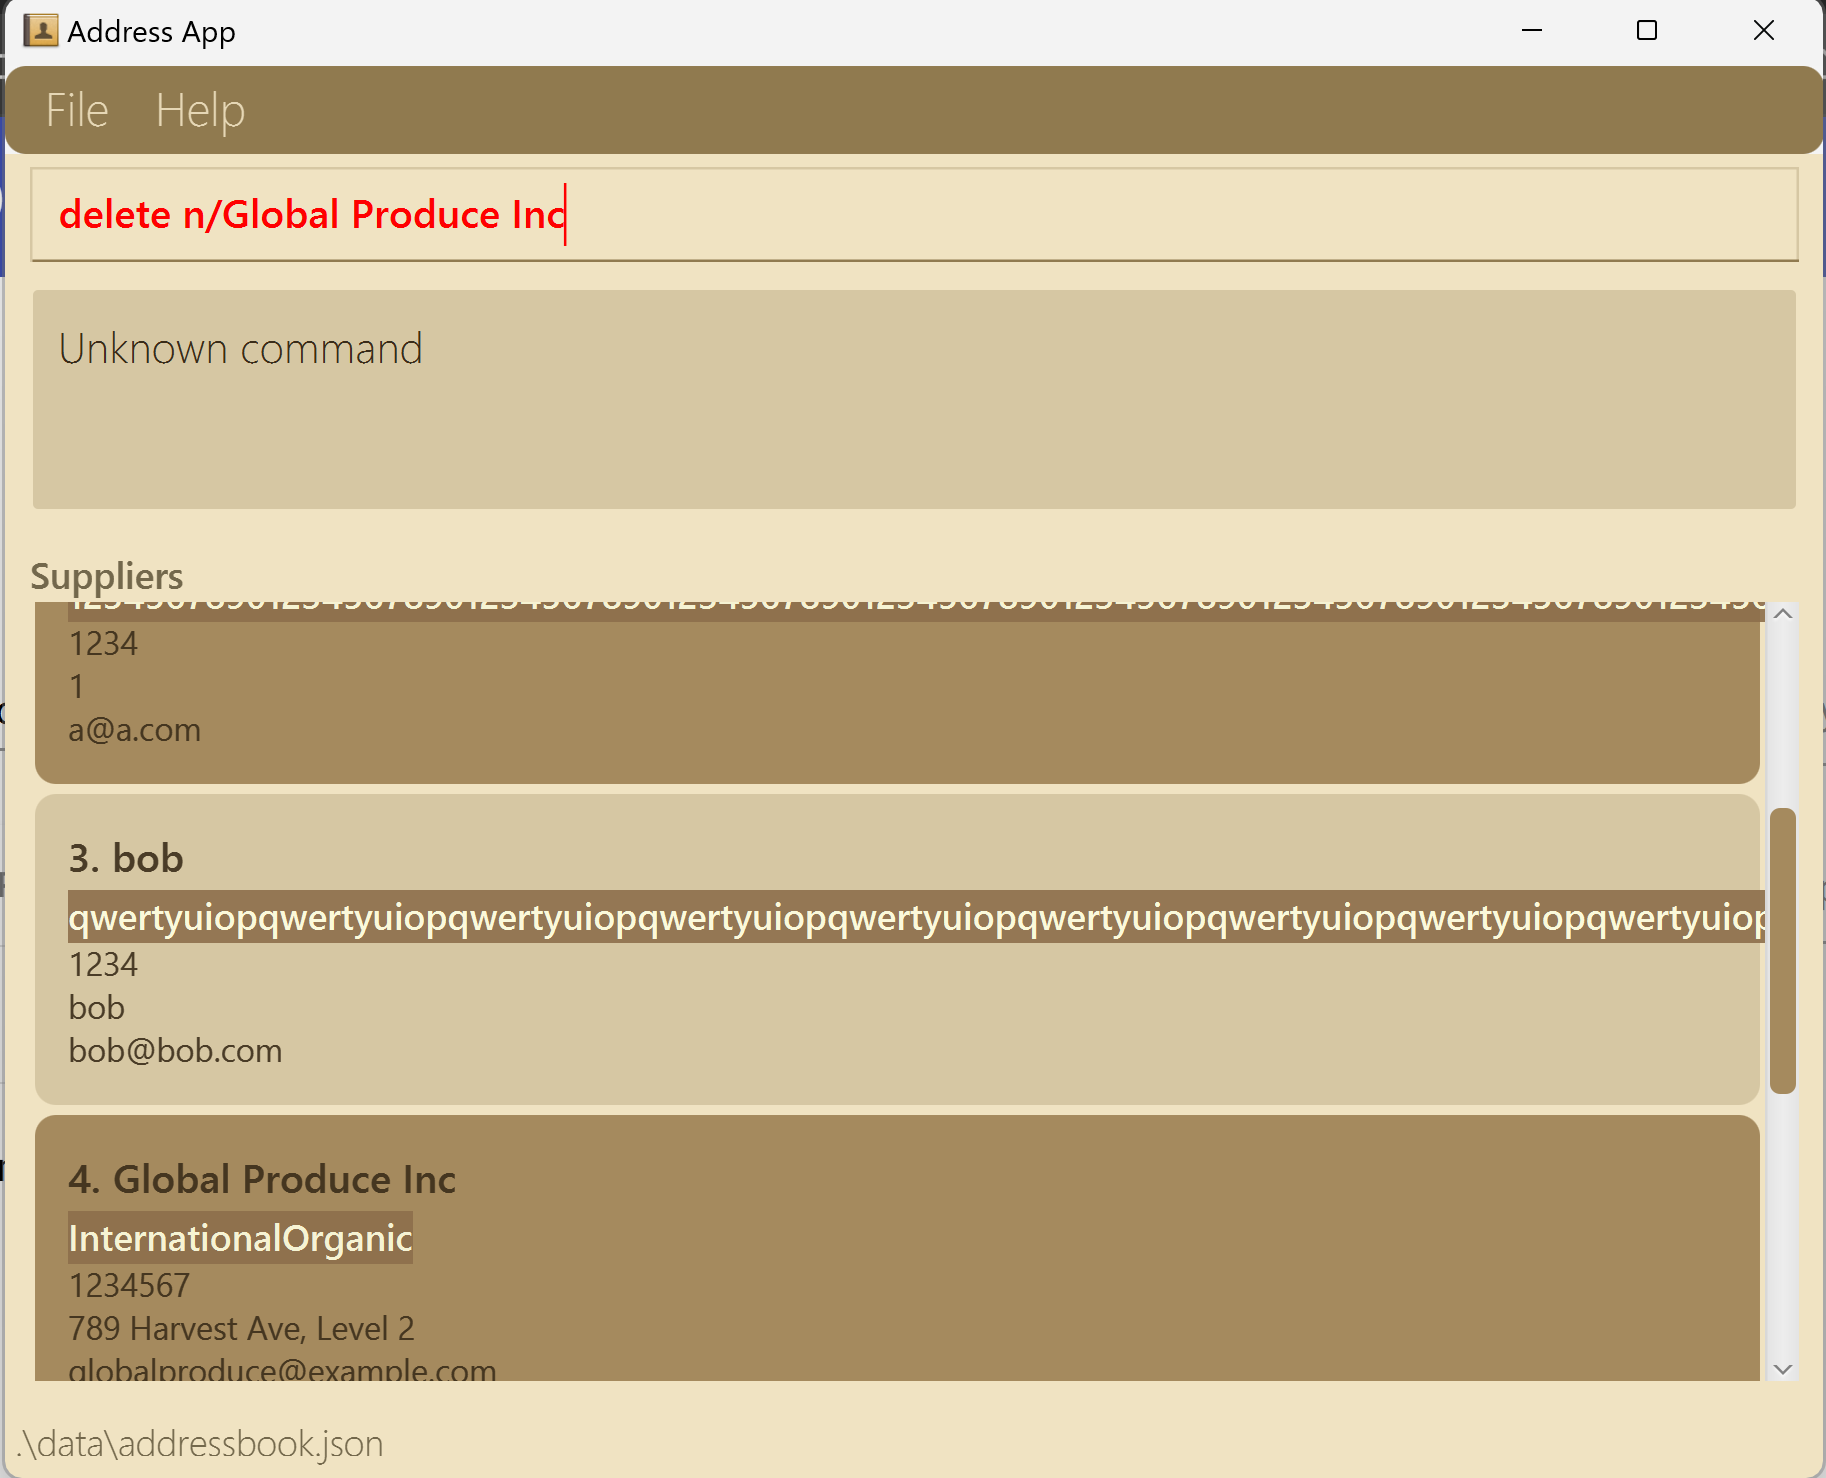 Address App
File Help
delete n/Global Produce Inc
Unknown command
Suppliers
1234
1
a@a.com
3. bob
qwertyuiopqwertyuiopqwertyuiopqwertyuiopqwertyuiopqwertyuiopqwertyuiopqwertyuiopqwertyuiop
1234
bob
bob@bob.com
4. Global Produce Inc
InternationalOrganic
1234567
789 Harvest Ave, Level 2
globalproduce@example.com
.\data\addressbook.json